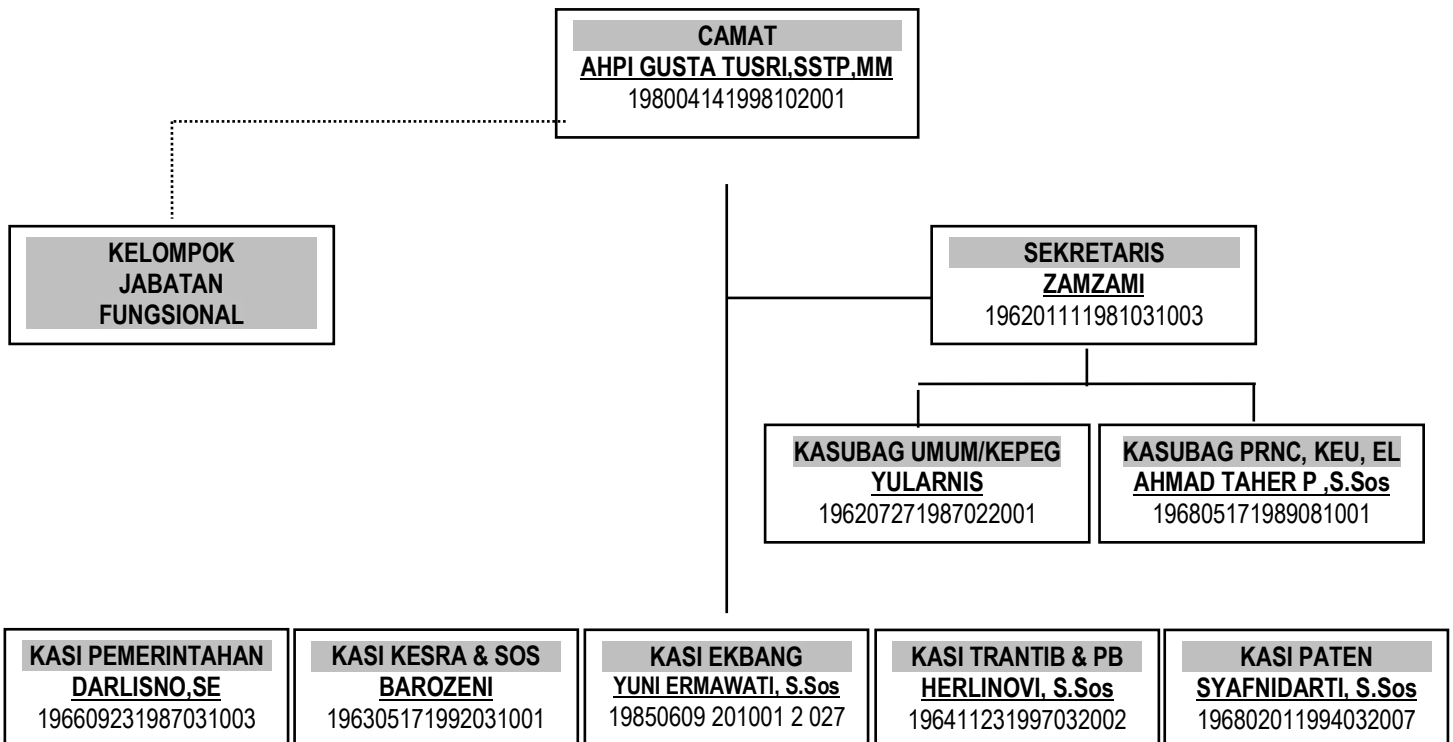 CAMAT
AHPI GUSTA TUSRI,SSTP,MM
198004141998102001
KELOMPOK
JABATAN
FUNGSIONAL
SEKRETARIS
ZAMZAMI
196201111981031003
KASUBAG UMUM/KEPEG
YULARNIS
196207271987022001
KASUBAG PRNC, KEU, EL
AHMAD TAHER P ,S.Sos
196805171989081001
KASI PEMERINTAHAN
DARLISNO,SE
196609231987031003
KASI KESRA & SOS
BAROZENI
196305171992031001
KASI EKBANG
YUNI ERMAWATI, S.Sos
19850609 201001 2 027
KASI TRANTIB & PB
HERLINOVI, S.Sos
196411231997032002
KASI PATEN
SYAFNIDARTI, S.Sos
196802011994032007